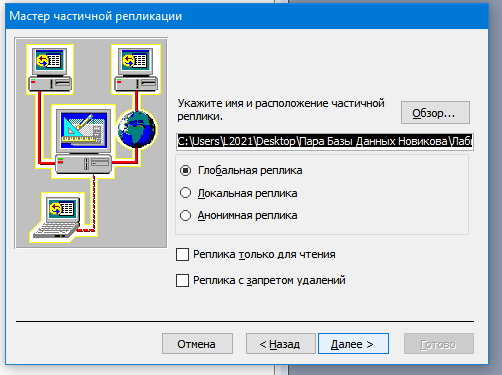 Мастер частичной репликации
Укажите имя и расположение частичной
реплики.
Обзор...
C:\Users\L2021\Desktop\Пара Базы Данных Новикова\Лаб
Глобальная реплика
Локальная реплика
Анонимная реплика
Реплика только для чтения
Реплика с запретом удалений
Отмена
< Назад
Далее >
Готово